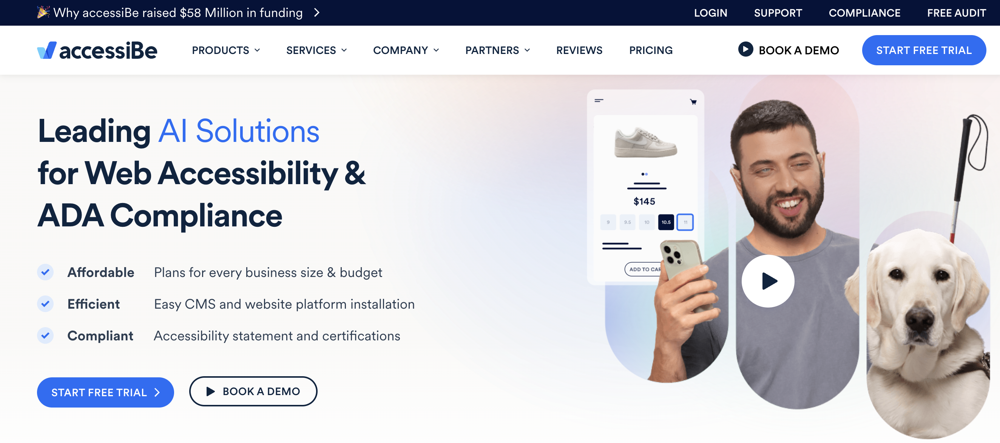 🎉 Why accessiBe raised $58 Million in funding
LOGIN SUPPORT COMPLIANCE FREE AUDIT
accessiBe PRODUCTS SERVICES COMPANY PARTNERS REVIEWS PRICING BOOK A DEMO START FREE TRIAL
Leading AI Solutions
for Web Accessibility &
ADA Compliance
Affordable Plans for every business size & budget
Efficient Easy CMS and website platform installation
Compliant Accessibility statement and certifications
START FREE TRIAL BOOK A DEMO
$145
9 9.5 10 10.5 11
ADD TO CAR